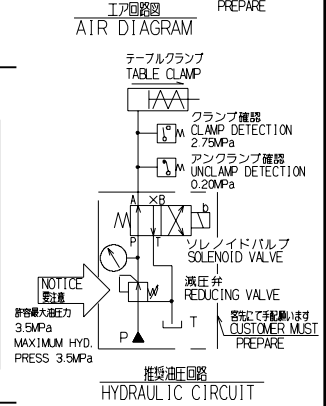 PREPARE
エア回路図
AIR DIAGRAM
テーブルクランプ
TABLE CLAMP
クランプ確認
CLAMP DETECTION
2.75MPa
アンクランプ確認
UNCLAMP DETECTION
0.20MPa
A ×B
b
P T
ソレノイドバルブ
SOLENOID VALVE
NOTICE
要注意
減圧弁
REDUCING VALVE
許容最大油圧力
3.5MPa
MAXIMUM HYD.
PRESS 3.5MPa
T
P
客先にて手配願います
CUSTOMER MUST
PREPARE
推奨油圧回路
HYDRAULIC CIRCUIT